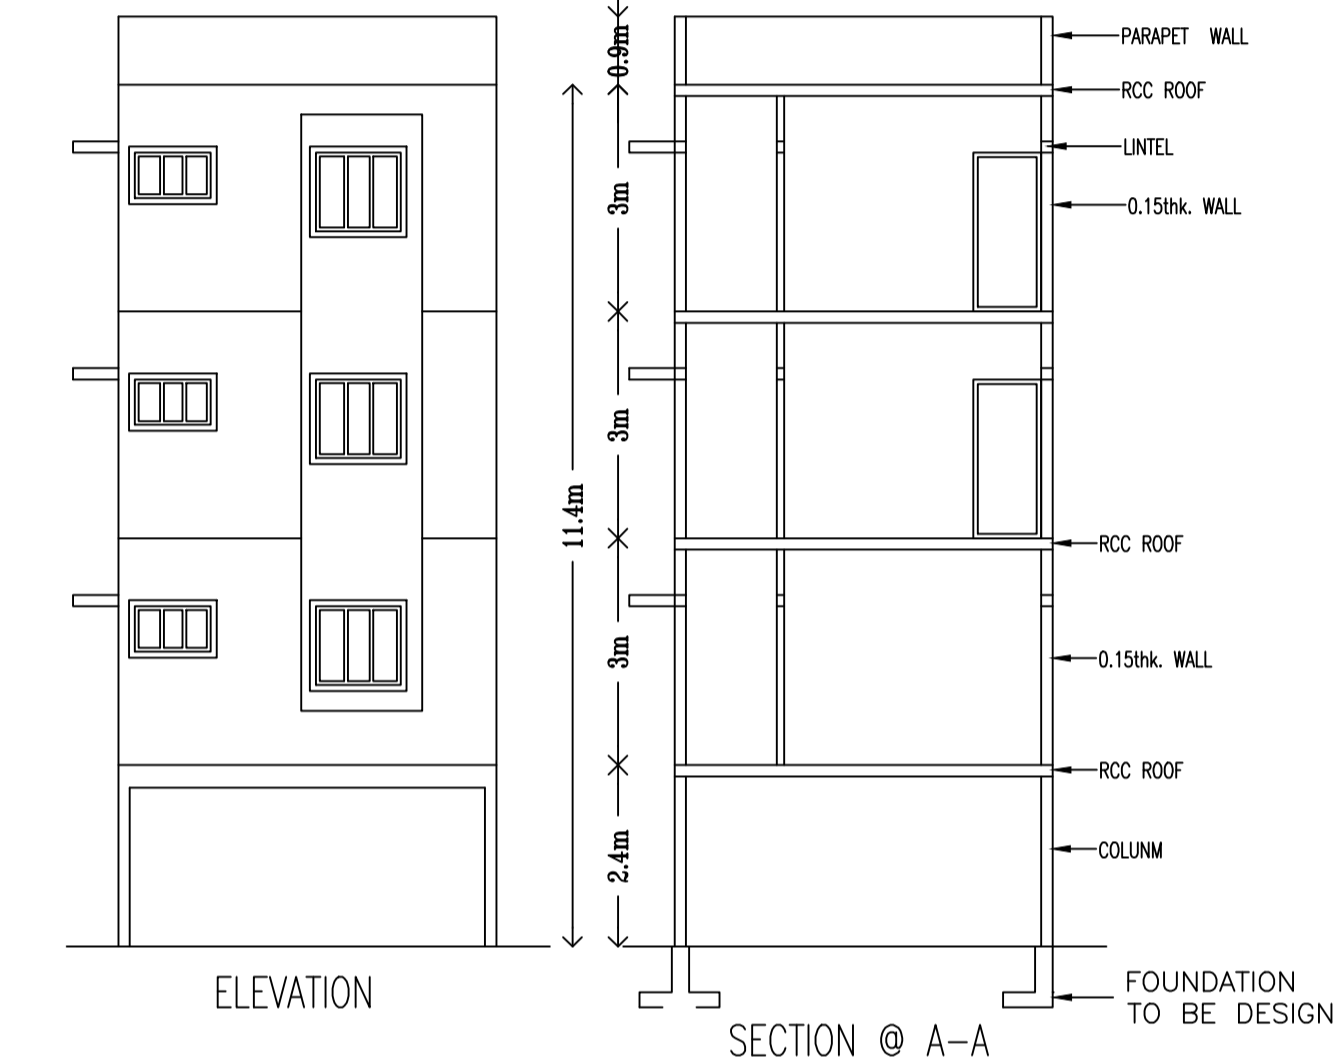 0.9m
PARAPET WALL
RCC ROOF
LINTEL
3m
0.15thk. WALL
3m
11.4m
RCC ROOF
3m
0.15thk. WALL
RCC ROOF
2.4m
COLUNM
ELEVATION
FOUNDATION
TO BE DESIGN
SECTION @ A-A